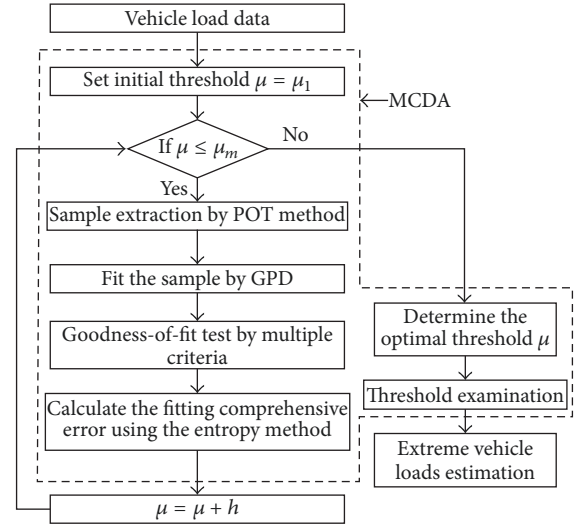 Vehicle load data
Set initial threshold μ = μ₁
MCDA
If μ ≤ μₘ
No
Yes
Sample extraction by POT method
Fit the sample by GPD
Goodness-of-fit test by multiple
criteria
Calculate the fitting comprehensive
error using the entropy method
μ = μ + h
Determine the
optimal threshold μ
Threshold examination
Extreme vehicle
loads estimation